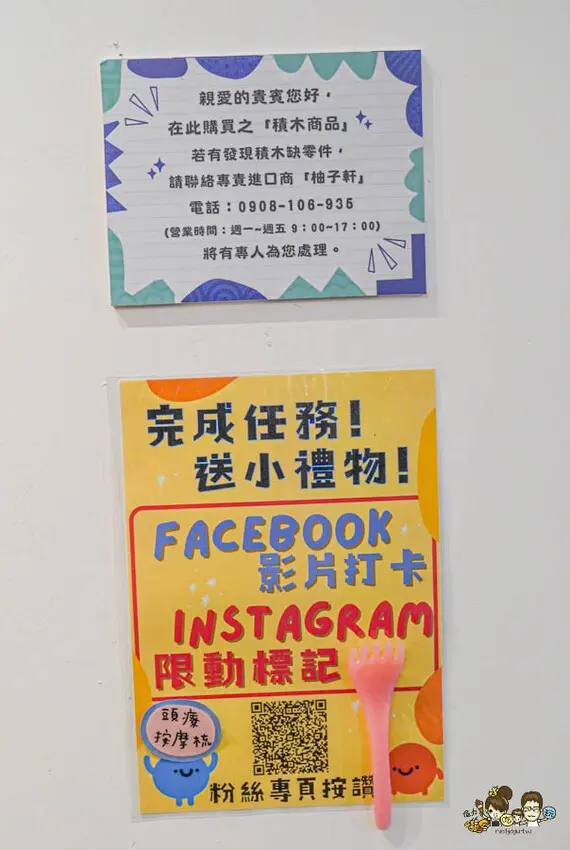 親愛的貴賓您好，
在此購買之『積木商品』
若有發現積木缺零件，
請聯絡專責進口商『柚子軒』
電話：0908-106-935
(營業時間：週一~週五 9：00~17：00)
將有專人為您處理。
完成任務!
送小禮物!
FACEBOOK
影片打卡
INSTAGRAM
限動標記
頭療
按摩梳
粉絲專頁按讚